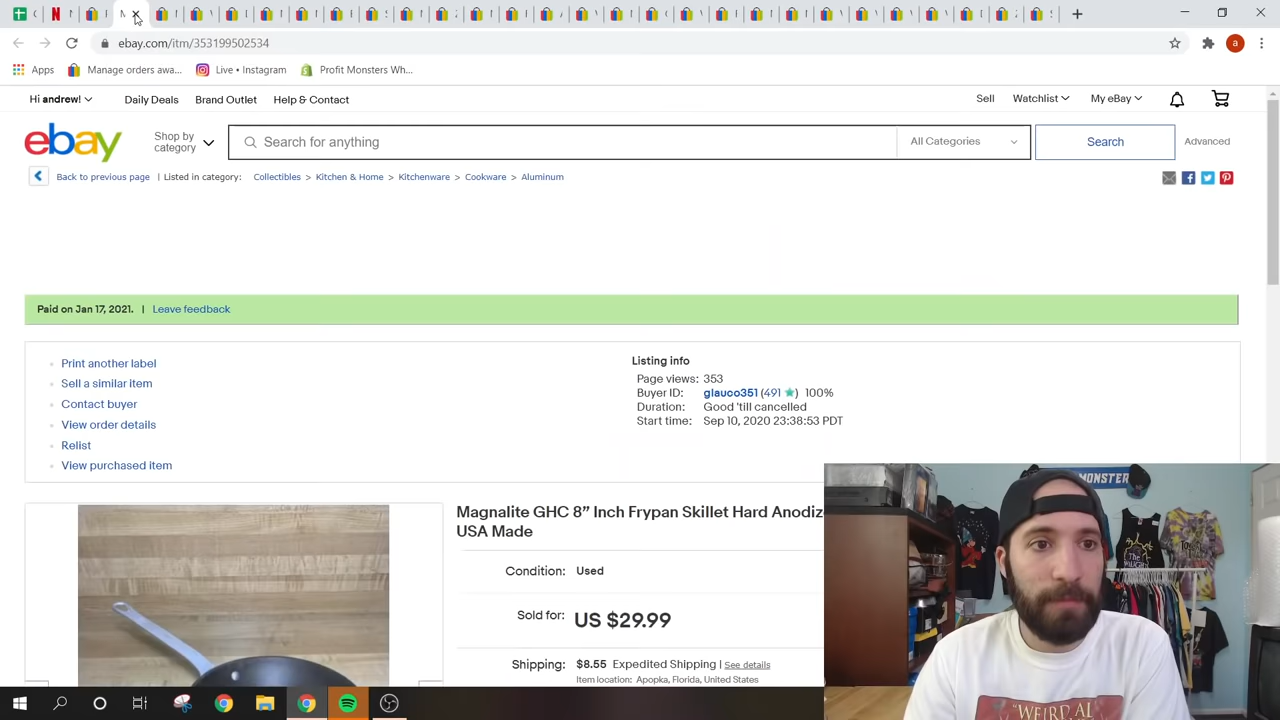 ebay.com/itm/353199502534
Apps
Manage orders awa...
Live • Instagram
Profit Monsters Wh...
Hi andrew!
Daily Deals
Brand Outlet
Help & Contact
Sell
Watchlist
My eBay
ebay
Shop by
category
Search for anything
All Categories
Search
Advanced
Back to previous page | Listed in category: Collectibles > Kitchen & Home > Kitchenware > Cookware > Aluminum
Paid on Jan 17, 2021. | Leave feedback
Print another label
Sell a similar item
Contact buyer
View order details
Relist
View purchased item
Listing info
Page views: 353
Buyer ID: glauco351 (491 ) 100%
Duration: Good 'till cancelled
Start time: Sep 10, 2020 23:38:53 PDT
Magnalite GHC 8” Inch Frypan Skillet Hard Anodiz
USA Made
Condition: Used
Sold for: US $29.99
Shipping: $8.55 Expedited Shipping | See details
Item location: Apopka, Florida, United States
MONSTER
"WEIRD AL